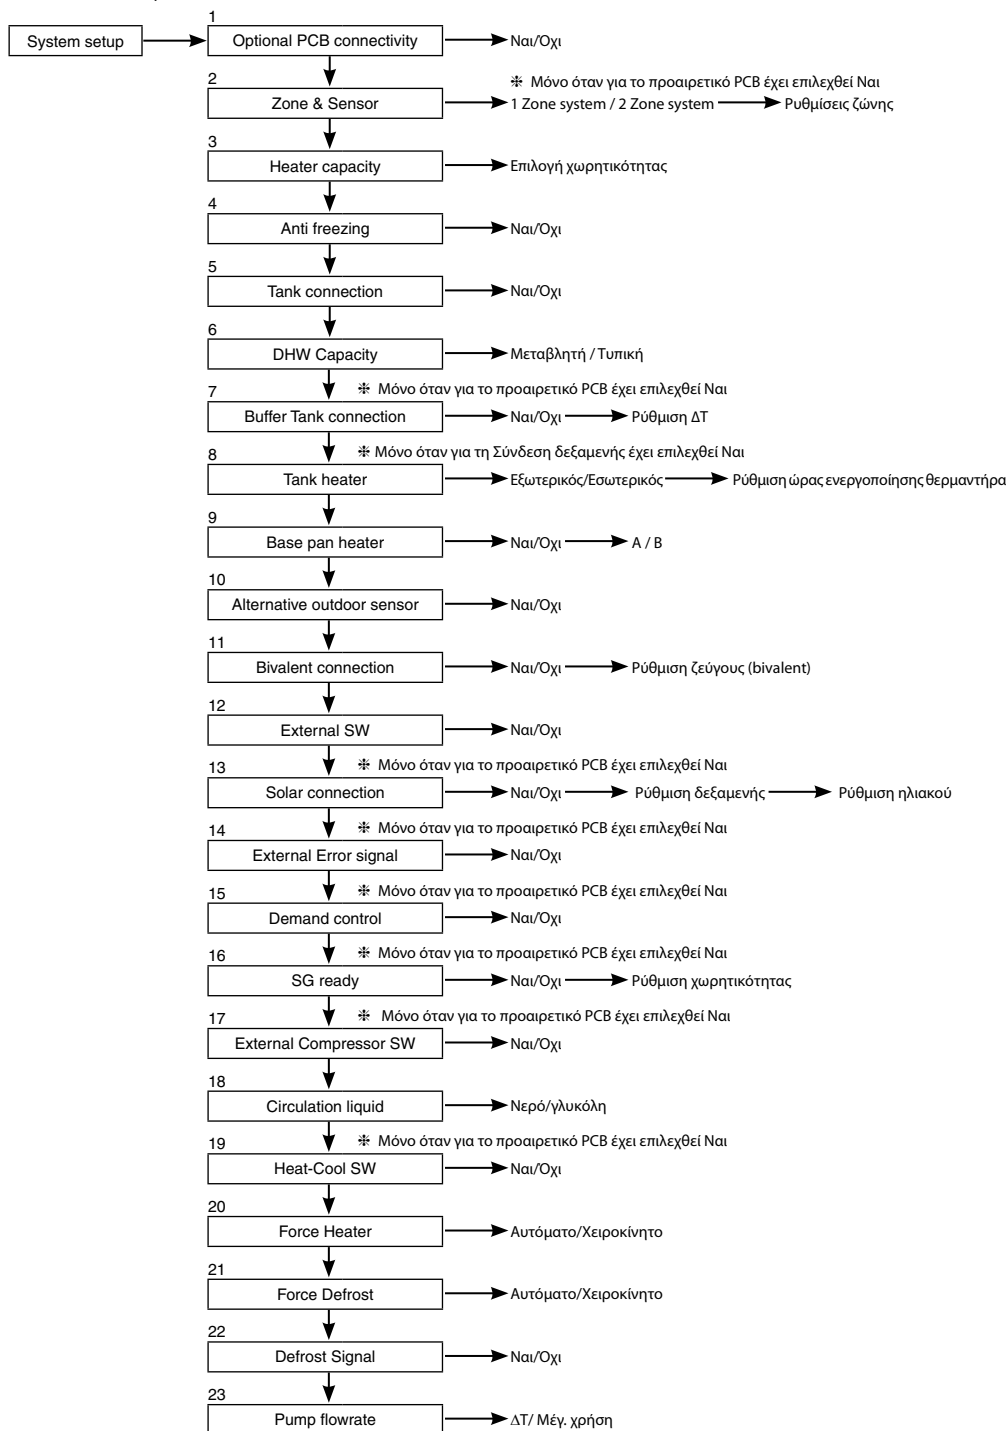 1
System setup
Optional PCB connectivity
Ναι/Όχι
2
❈ Μόνο όταν για το προαιρετικό PCB έχει επιλεχθεί Ναι
Zone & Sensor
1 Zone system / 2 Zone system
Ρυθμίσεις ζώνης
3
Heater capacity
Επιλογή χωρητικότητας
4
Anti freezing
Ναι/Όχι
5
Tank connection
Ναι/Όχι
6
DHW Capacity
Μεταβλητή / Τυπική
7
❈ Μόνο όταν για το προαιρετικό PCB έχει επιλεχθεί Ναι
Buffer Tank connection
Ναι/Όχι
Ρύθμιση ΔΤ
8
❈ Μόνο όταν για τη Σύνδεση δεξαμενής έχει επιλεχθεί Ναι
Tank heater
Εξωτερικός/Εσωτερικός
Ρύθμιση ώρας ενεργοποίησης θερμαντήρα
9
Base pan heater
Ναι/Όχι
A / B
10
Alternative outdoor sensor
Ναι/Όχι
11
Bivalent connection
Ναι/Όχι
Ρύθμιση ζεύγους (bivalent)
12
External SW
Ναι/Όχι
13
❈ Μόνο όταν για το προαιρετικό PCB έχει επιλεχθεί Ναι
Solar connection
Ναι/Όχι
Ρύθμιση δεξαμενής
Ρύθμιση ηλιακού
14
❈ Μόνο όταν για το προαιρετικό PCB έχει επιλεχθεί Ναι
External Error signal
Ναι/Όχι
15
❈ Μόνο όταν για το προαιρετικό PCB έχει επιλεχθεί Ναι
Demand control
Ναι/Όχι
16
❈ Μόνο όταν για το προαιρετικό PCB έχει επιλεχθεί Ναι
SG ready
Ναι/Όχι
Ρύθμιση χωρητικότητας
17
❈ Μόνο όταν για το προαιρετικό PCB έχει επιλεχθεί Ναι
External Compressor SW
Ναι/Όχι
18
Circulation liquid
Νερό/γλυκόλη
19
❈ Μόνο όταν για το προαιρετικό PCB έχει επιλεχθεί Ναι
Heat-Cool SW
Ναι/Όχι
20
Force Heater
Αυτόματο/Χειροκίνητο
21
Force Defrost
Αυτόματο/Χειροκίνητο
22
Defrost Signal
Ναι/Όχι
23
Pump flowrate
ΔΤ/ Μέγ. χρήση